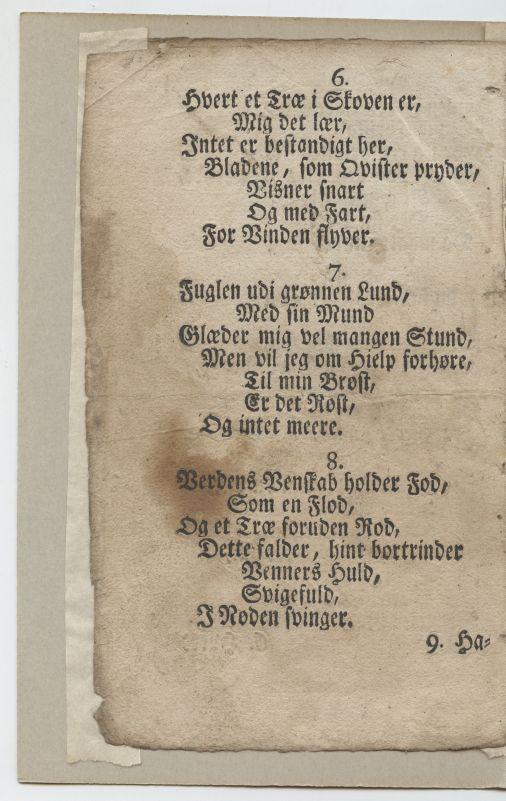 6.
Hvert et Træ i Skoven er,
Mig det lær,
Intet er bestandigt her,
Bladene, som Qvister pryder,
Visner snart
Og med Fart,
For Vinden flyver.
7.
Fuglen udi grønnen Lund,
Med sin Mund
Glæder mig vel mangen Stund,
Men vil jeg om Hielp forhøre,
Til min Brøst,
Er det Røst,
Og intet meere.
8.
Verdens Venskab holder Fod,
Som en Flod,
Og et Træ foruden Rod,
Dette falder, hint bortrinder
Venners Huld,
Svigefuld,
I Nøden svinger.
9. Ha-